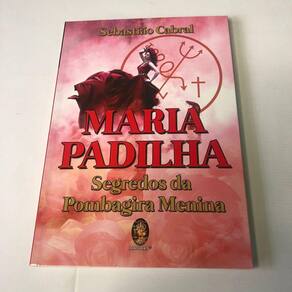 Sebastião Cabral
MARIA
PADILHA
Segredos da
Pombagira Menina